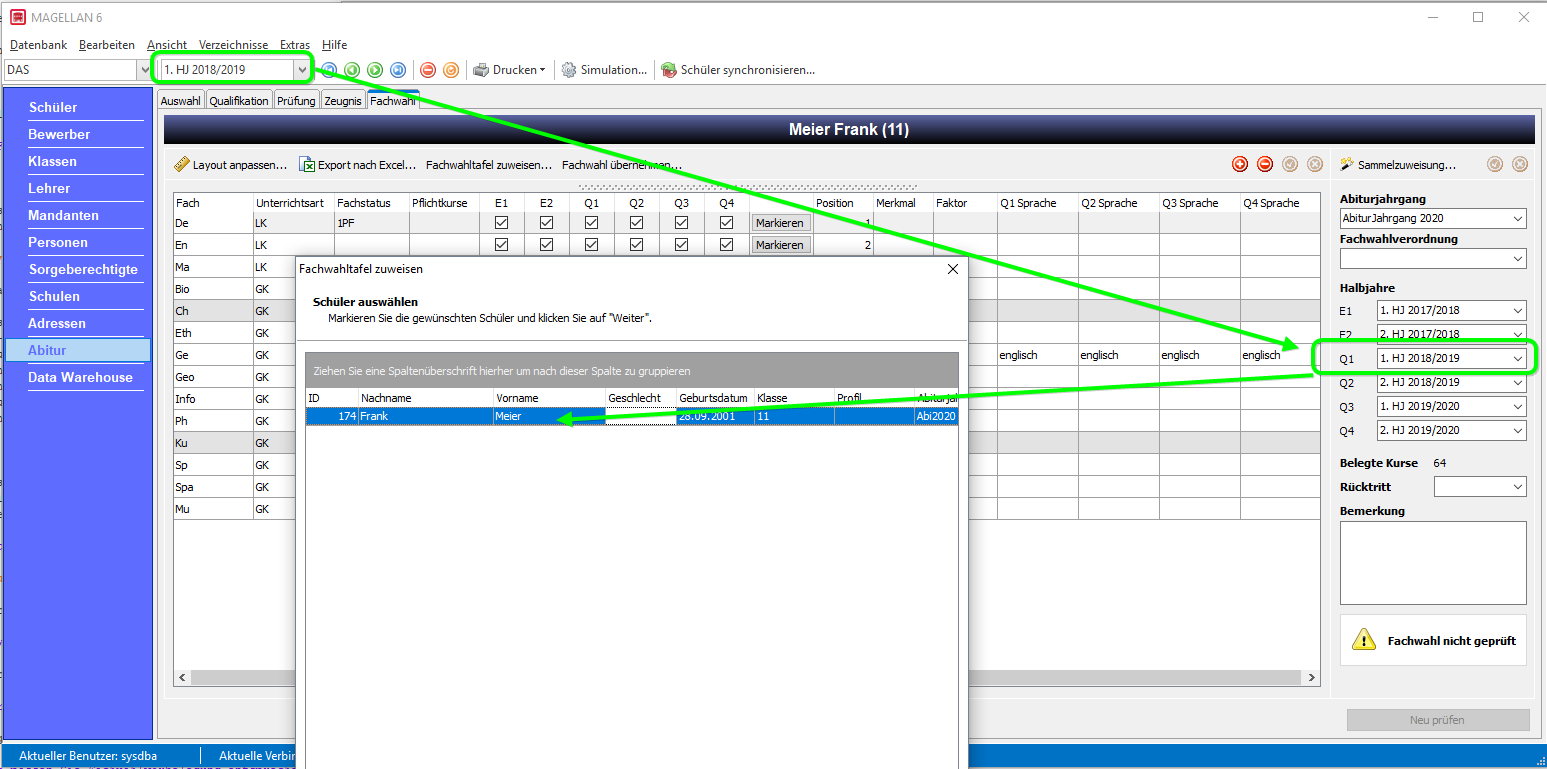 MAGELLAN 6
Datenbank Bearbeiten Ansicht Verzeichnisse Extras Hilfe
DAS 1. HJ 2018/2019 Drucken Simulation... Schüler synchronisieren...
Schüler
Bewerber
Klassen
Lehrer
Mandanten
Personen
Sorgeberechtigte
Schulen
Adressen
Abitur
Data Warehouse
Auswahl Qualifikation Prüfung Zeugnis Fachwahl
Meier Frank (11)
Layout anpassen... Export nach Excel... Fachwahltafel zuweisen... Fachwahl übernehmen... Sammelzuweisung...
Fach Unterrichtsart Fachstatus Pflichtkurse E1 E2 Q1 Q2 Q3 Q4 Position Merkmal Faktor Q1 Sprache Q2 Sprache Q3 Sprache Q4 Sprache
De LK 1PF Markieren 1
En LK Markieren 2
Ma LK
Bio GK
Ch GK
Eth GK
Ge GK englisch englisch englisch englisch
Geo GK
Info GK
Ph GK
Ku GK
Sp GK
Spa GK
Mu GK
Fachwahltafel zuweisen
Schüler auswählen
Markieren Sie die gewünschten Schüler und klicken Sie auf "Weiter".
Ziehen Sie eine Spaltenüberschrift hierher um nach dieser Spalte zu gruppieren
ID Nachname Vorname Geschlecht Geburtsdatum Klasse Profil Abiturjal
174 Frank Meier 28.09.2001 11 Abi2020
Abiturjahrgang
AbiturJahrgang 2020
Fachwahlverordnung
Halbjahre
E1 1. HJ 2017/2018
E2 2. HJ 2017/2018
Q1 1. HJ 2018/2019
Q2 2. HJ 2018/2019
Q3 1. HJ 2019/2020
Q4 2. HJ 2019/2020
Belegte Kurse 64
Rücktritt
Bemerkung
Fachwahl nicht geprüft
Neu prüfen
Aktueller Benutzer: sysdba Aktuelle Verbin